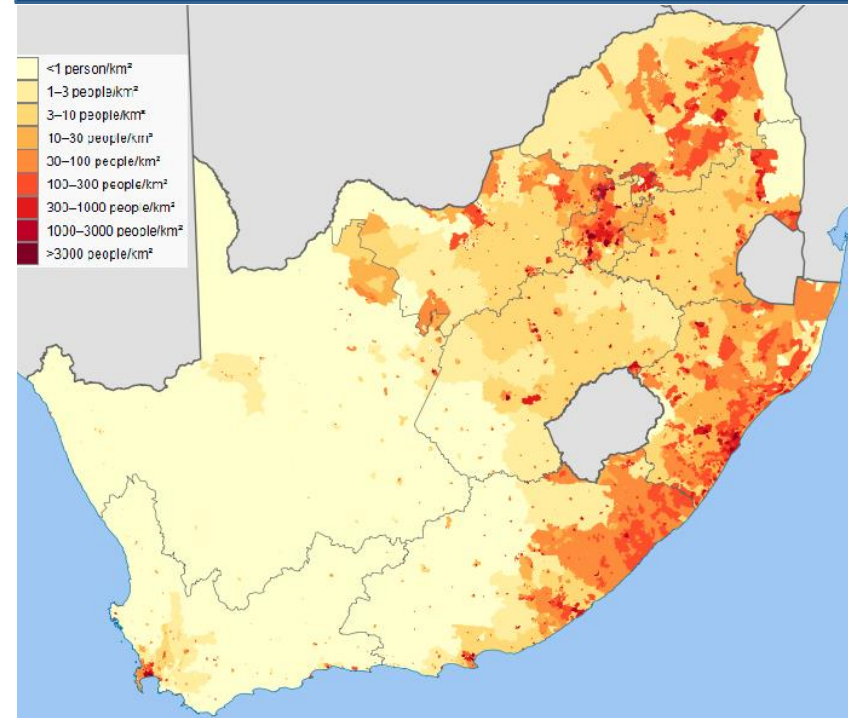 <1 person/km²
1–3 people/km²
3–10 people/km²
10–30 people/km²
30–100 people/km²
100–300 people/km²
300–1000 people/km²
1000–3000 people/km²
>3000 people/km²